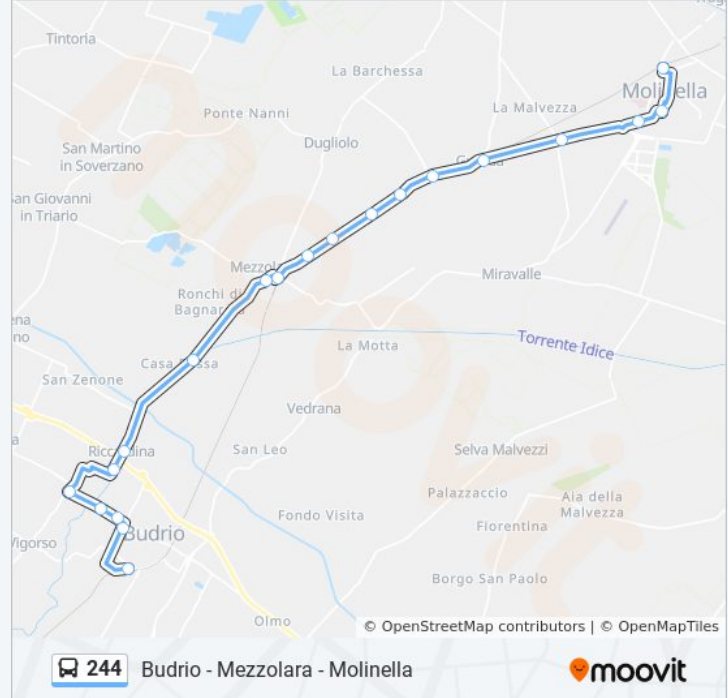 Tintoria
La Barchessa
Molinella
La Malvezza
Ponte Nanni
Dugliolo
San Martino
in Soverzano
San Giovanni
in Triario
Mezzola
Miravalle
Ronchi di
Bagnar
Torrente Idice
La Motta
Casa
San Zenone
Vedrana
Selva Malvezzi
San Leo
Palazzaccio
Aia della
Malvezza
Fondo Visita
Fiorentina
Budrio
Vigorso
Borgo San Paolo
Olmo
© OpenStreetMap contributors | © OpenMapTiles
244 Budrio - Mezzolara - Molinella
moovit